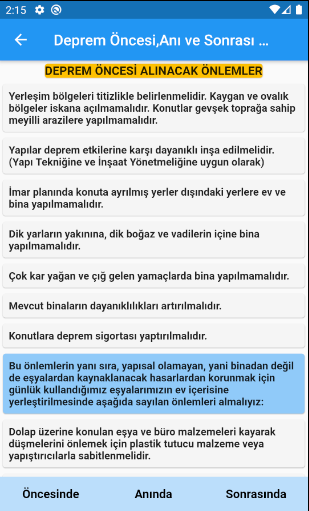 2:15
Deprem Öncesi,Anı ve Sonrası ...
DEPREM ÖNCESİ ALINACAK ÖNLEMLER
Yerleşim bölgeleri titizlikle belirlenmelidir. Kaygan ve ovalık
bölgeler iskana açılmamalıdır. Konutlar gevşek toprağa sahip
meyilli arazilere yapılmamalıdır.
Yapılar deprem etkilerine karşı dayanıklı inşa edilmelidir.
(Yapı Tekniğine ve İnşaat Yönetmeliğine uygun olarak)
İmar planında konuta ayrılmış yerler dışındaki yerlere ev ve
bina yapılmamalıdır.
Dik yarların yakınına, dik boğaz ve vadilerin içine bina
yapılmamalıdır.
Çok kar yağan ve çığ gelen yamaçlarda bina yapılmamalıdır.
Mevcut binaların dayanıklılıkları artırılmalıdır.
Konutlara deprem sigortası yaptırılmalıdır.
Bu önlemlerin yanı sıra, yapısal olamayan, yani binadan değil
de eşyalardan kaynaklanacak hasarlardan korunmak için
günlük kullandığımız eşyalarımızın ev içerisine
yerleştirilmesinde aşağıda sayılan önlemleri almalıyız:
Dolap üzerine konulan eşya ve büro malzemeleri kayarak
düşmelerini önlemek için plastik tutucu malzeme veya
yapıştırıcılarla sabitlenmelidir.
Öncesinde Anında Sonrasında